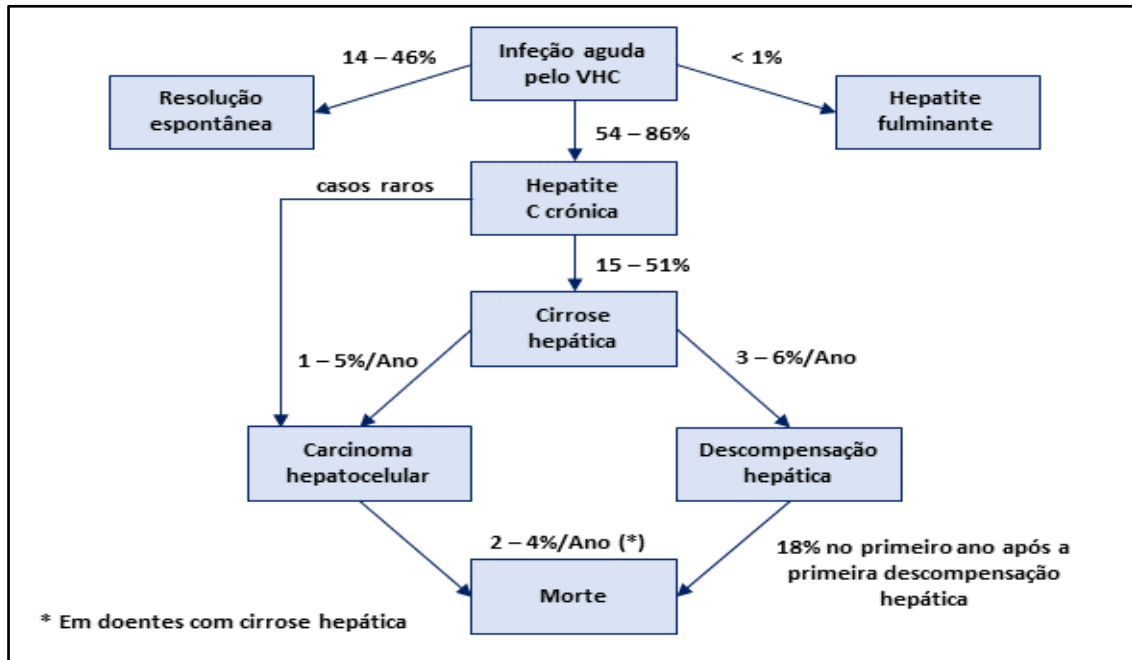 Infeção aguda
pelo VHC
14 – 46%
< 1%
Resolução
espontânea
Hepatite
fulminante
54 – 86%
casos raros
Hepatite
C crónica
15 – 51%
Cirrose
hepática
1 – 5%/Ano
3 – 6%/Ano
Carcinoma
hepatocelular
Descompensação
hepática
2 – 4%/Ano (*)
18% no primeiro ano após a
primeira descompensação
hepática
Morte
* Em doentes com cirrose hepática